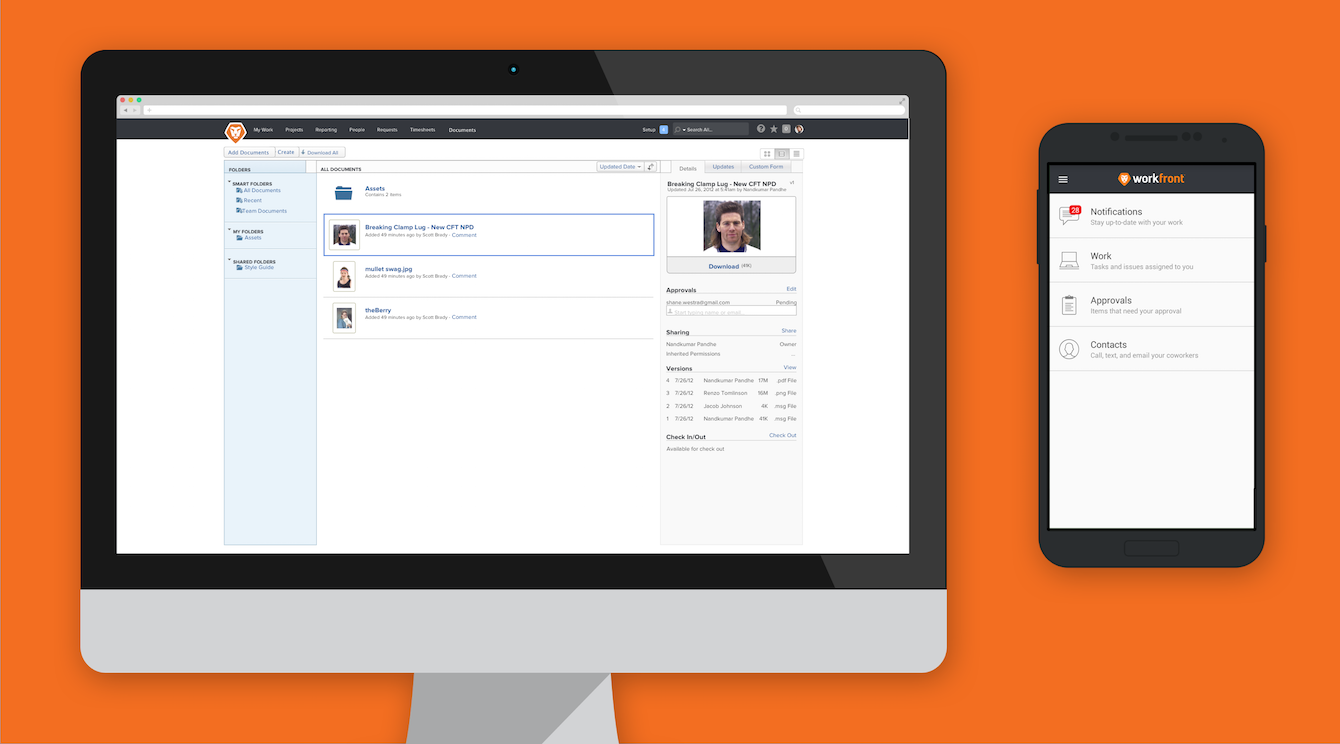 My Work Projects Reporting People Requests Timesheets Documents
Setup Search All...
Add Documents Create Download All
FOLDERS
SMART FOLDERS
All Documents
Recent
Team Documents
MY FOLDERS
Assets
SHARED FOLDERS
Style Guide
ALL DOCUMENTS
Updated Date
Assets
Contains 2 items
Breaking Clamp Lug - New CFT NPD
Added 49 minutes ago by Scott Brady - Comment
mullet swag.jpg
Added 49 minutes ago by Scott Brady - Comment
theBerry
Added 49 minutes ago by Scott Brady - Comment
Details Updates Custom Form
Breaking Clamp Lug - New CFT NPD
Updated Jul 26, 2012 at 5:41am by Nandkumar Pandhe
Download (41K)
Approvals Edit
shane.westra@gmail.com Pending
Start typing name or email...
Sharing Share
Nandkumar Pandhe Owner
Inherited Permissions ...
Versions View
4 7/26/12 Nandkumar Pandhe 17M .pdf File
3 7/26/12 Renzo Tomlinson 16M .png File
2 7/26/12 Jacob Johnson 4K .msg File
1 7/26/12 Nandkumar Pandhe 41K .msg File
Check In/Out Check Out
Available for check out
workfront
28
Notifications
Stay up-to-date with your work
Work
Tasks and issues assigned to you
Approvals
Items that need your approval
Contacts
Call, text, and email your coworkers